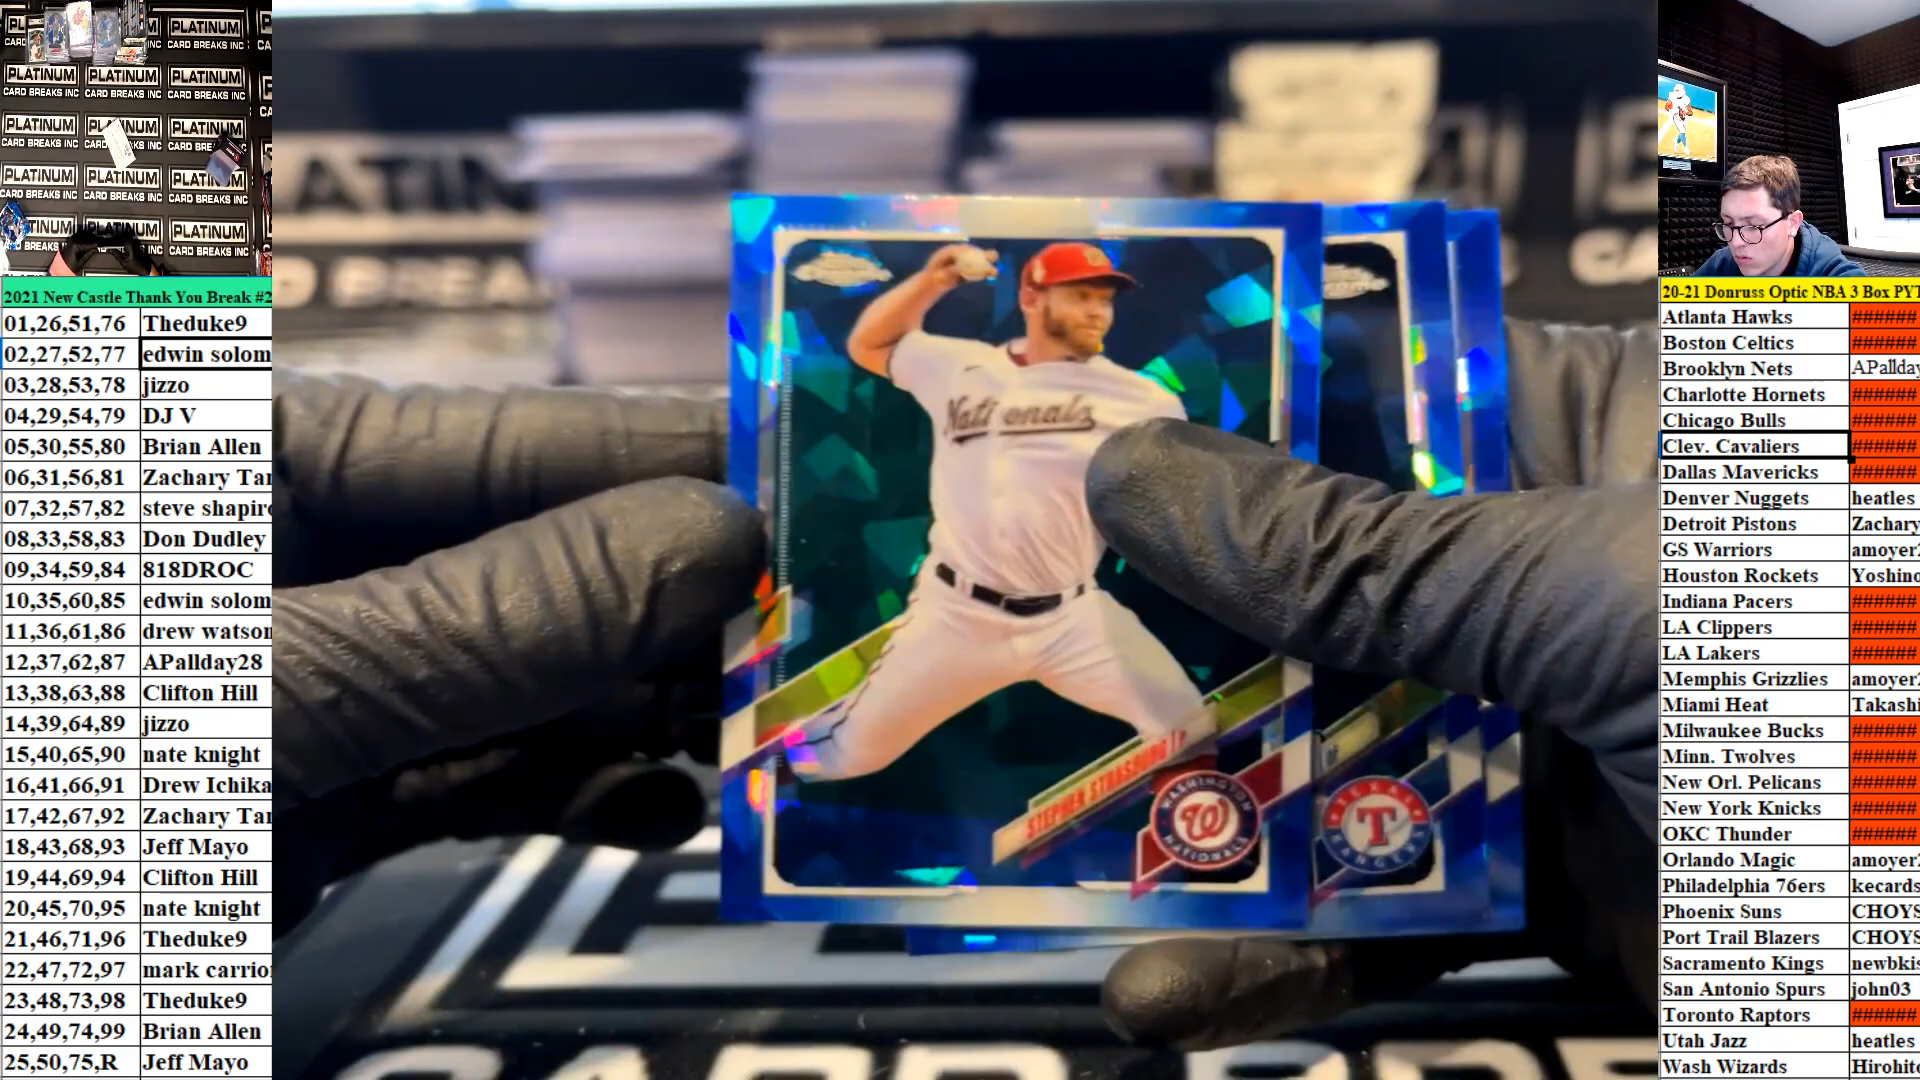 PLATINUM
CARD BREAKS INC
2021 New Castle Thank You Break #2
01,26,51,76 Theduke9
02,27,52,77 edwin solom
03,28,53,78 jizzo
04,29,54,79 DJ V
05,30,55,80 Brian Allen
06,31,56,81 Zachary Tar
07,32,57,82 steve shapiro
08,33,58,83 Don Dudley
09,34,59,84 818DROC
10,35,60,85 edwin solom
11,36,61,86 drew watson
12,37,62,87 APallday28
13,38,63,88 Clifton Hill
14,39,64,89 jizzo
15,40,65,90 nate knight
16,41,66,91 Drew Ichika
17,42,67,92 Zachary Tar
18,43,68,93 Jeff Mayo
19,44,69,94 Clifton Hill
20,45,70,95 nate knight
21,46,71,96 Theduke9
22,47,72,97 mark carrio
23,48,73,98 Theduke9
24,49,74,99 Brian Allen
25,50,75,R Jeff Mayo
Chrome
Nationals
STEPHEN STRASBURG
WASHINGTON
W
NATIONALS
TEXAS
T
RANGERS
20-21 Donruss Optic NBA 3 Box PYT
Atlanta Hawks ######
Boston Celtics ######
Brooklyn Nets APallday
Charlotte Hornets ######
Chicago Bulls ######
Clev. Cavaliers ######
Dallas Mavericks ######
Denver Nuggets heatles
Detroit Pistons Zachary
GS Warriors amoyer2
Houston Rockets Yoshino
Indiana Pacers ######
LA Clippers ######
LA Lakers ######
Memphis Grizzlies amoyer2
Miami Heat Takashi
Milwaukee Bucks ######
Minn. Twolves ######
New Orl. Pelicans ######
New York Knicks ######
OKC Thunder ######
Orlando Magic amoyer2
Philadelphia 76ers kecards
Phoenix Suns CHOYS
Port Trail Blazers CHOYS
Sacramento Kings newbkis
San Antonio Spurs john03
Toronto Raptors ######
Utah Jazz heatles
Wash Wizards Hirohito